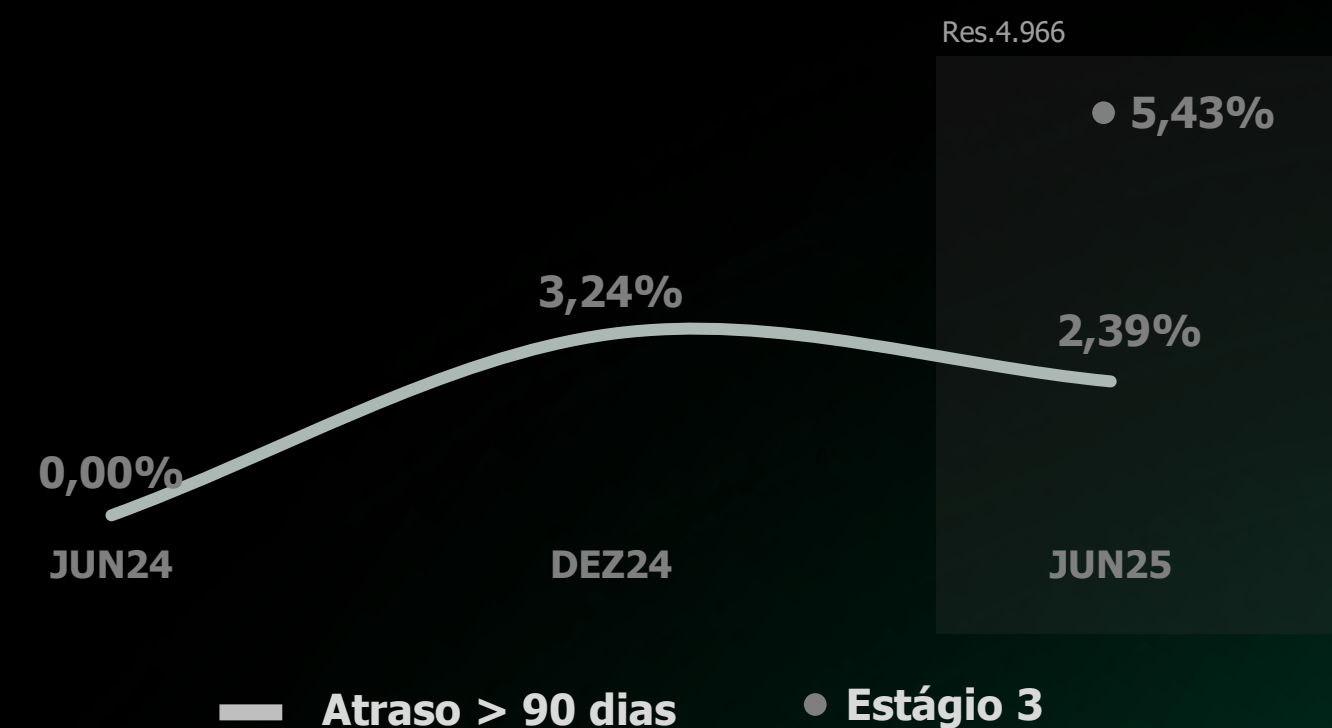 Res.4.966
5,43%
3,24%
2,39%
0,00%
JUN24 DEZ24 JUN25
Atraso > 90 dias Estágio 3